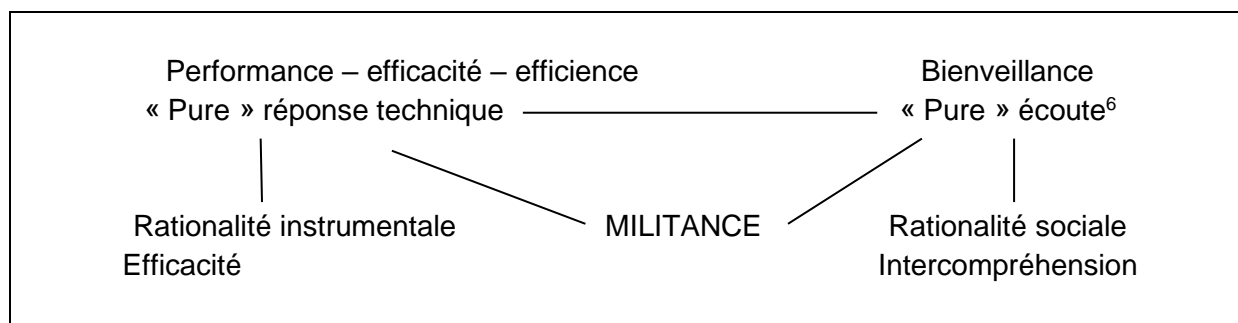 Performance – efficacité – efficience
Bienveillance
« Pure » réponse technique
« Pure » écoute⁶
Rationalité instrumentale
MILITANCE
Rationalité sociale
Efficacité
Intercompréhension